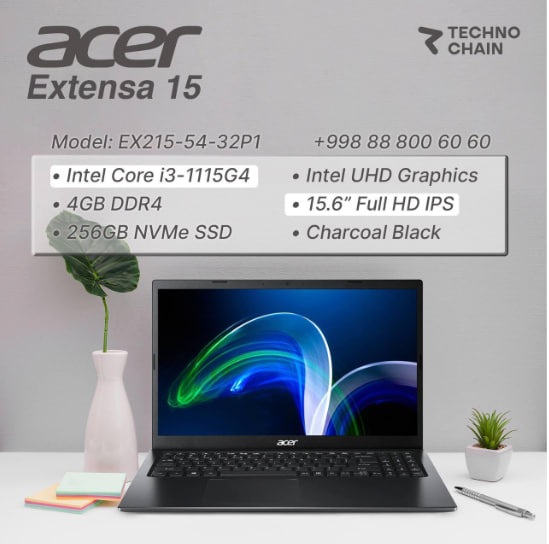 acer
TECHNO
CHAIN
Extensa 15
Model: EX215-54-32P1
+998 88 800 60 60
• Intel Core i3-1115G4
• Intel UHD Graphics
• 4GB DDR4
• 15.6” Full HD IPS
• 256GB NVMe SSD
• Charcoal Black
acer